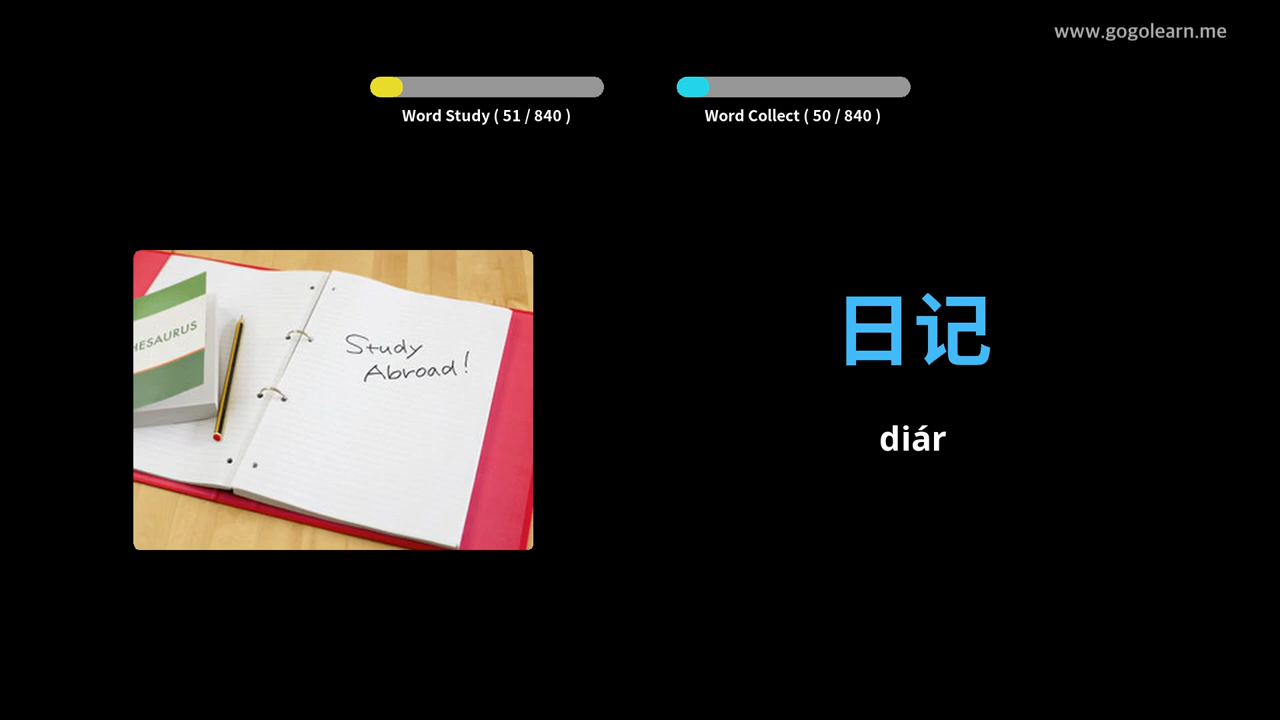 www.gogolearn.me
Word Study ( 51 / 840 )
Word Collect ( 50 / 840 )
HESAURUS
Study
Abroad!
日记
diár